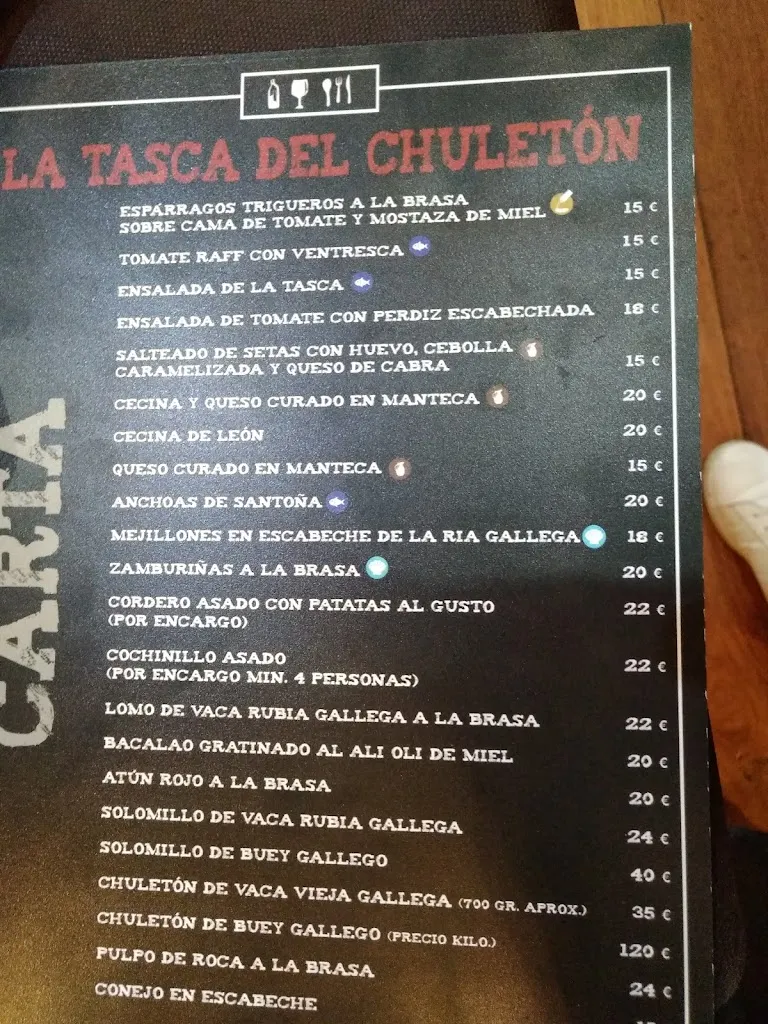 LA TASCA DEL CHULETÓN
CARTA
ESPÁRRAGOS TRIGUEROS A LA BRASA
SOBRE CAMA DE TOMATE Y MOSTAZA DE MIEL 15 €
TOMATE RAFF CON VENTRESCA 15 €
ENSALADA DE LA TASCA 15 €
ENSALADA DE TOMATE CON PERDIZ ESCABECHADA 18 €
SALTEADO DE SETAS CON HUEVO, CEBOLLA
CARAMELIZADA Y QUESO DE CABRA 15 €
CECINA Y QUESO CURADO EN MANTECA 20 €
CECINA DE LEÓN 20 €
QUESO CURADO EN MANTECA 15 €
ANCHOAS DE SANTOÑA 20 €
MEJILLONES EN ESCABECHE DE LA RIA GALLEGA 18 €
ZAMBURIÑAS A LA BRASA 20 €
CORDERO ASADO CON PATATAS AL GUSTO 22 €
(POR ENCARGO)
COCHINILLO ASADO 22 €
(POR ENCARGO MIN. 4 PERSONAS)
LOMO DE VACA RUBIA GALLEGA A LA BRASA 22 €
BACALAO GRATINADO AL ALI OLI DE MIEL 20 €
ATÚN ROJO A LA BRASA 20 €
SOLOMILLO DE VACA RUBIA GALLEGA 24 €
SOLOMILLO DE BUEY GALLEGO 40 €
CHULETÓN DE VACA VIEJA GALLEGA (700 GR. APROX.) 35 €
CHULETÓN DE BUEY GALLEGO (PRECIO KILO.) 120 €
PULPO DE ROCA A LA BRASA 24 €
CONEJO EN ESCABECHE